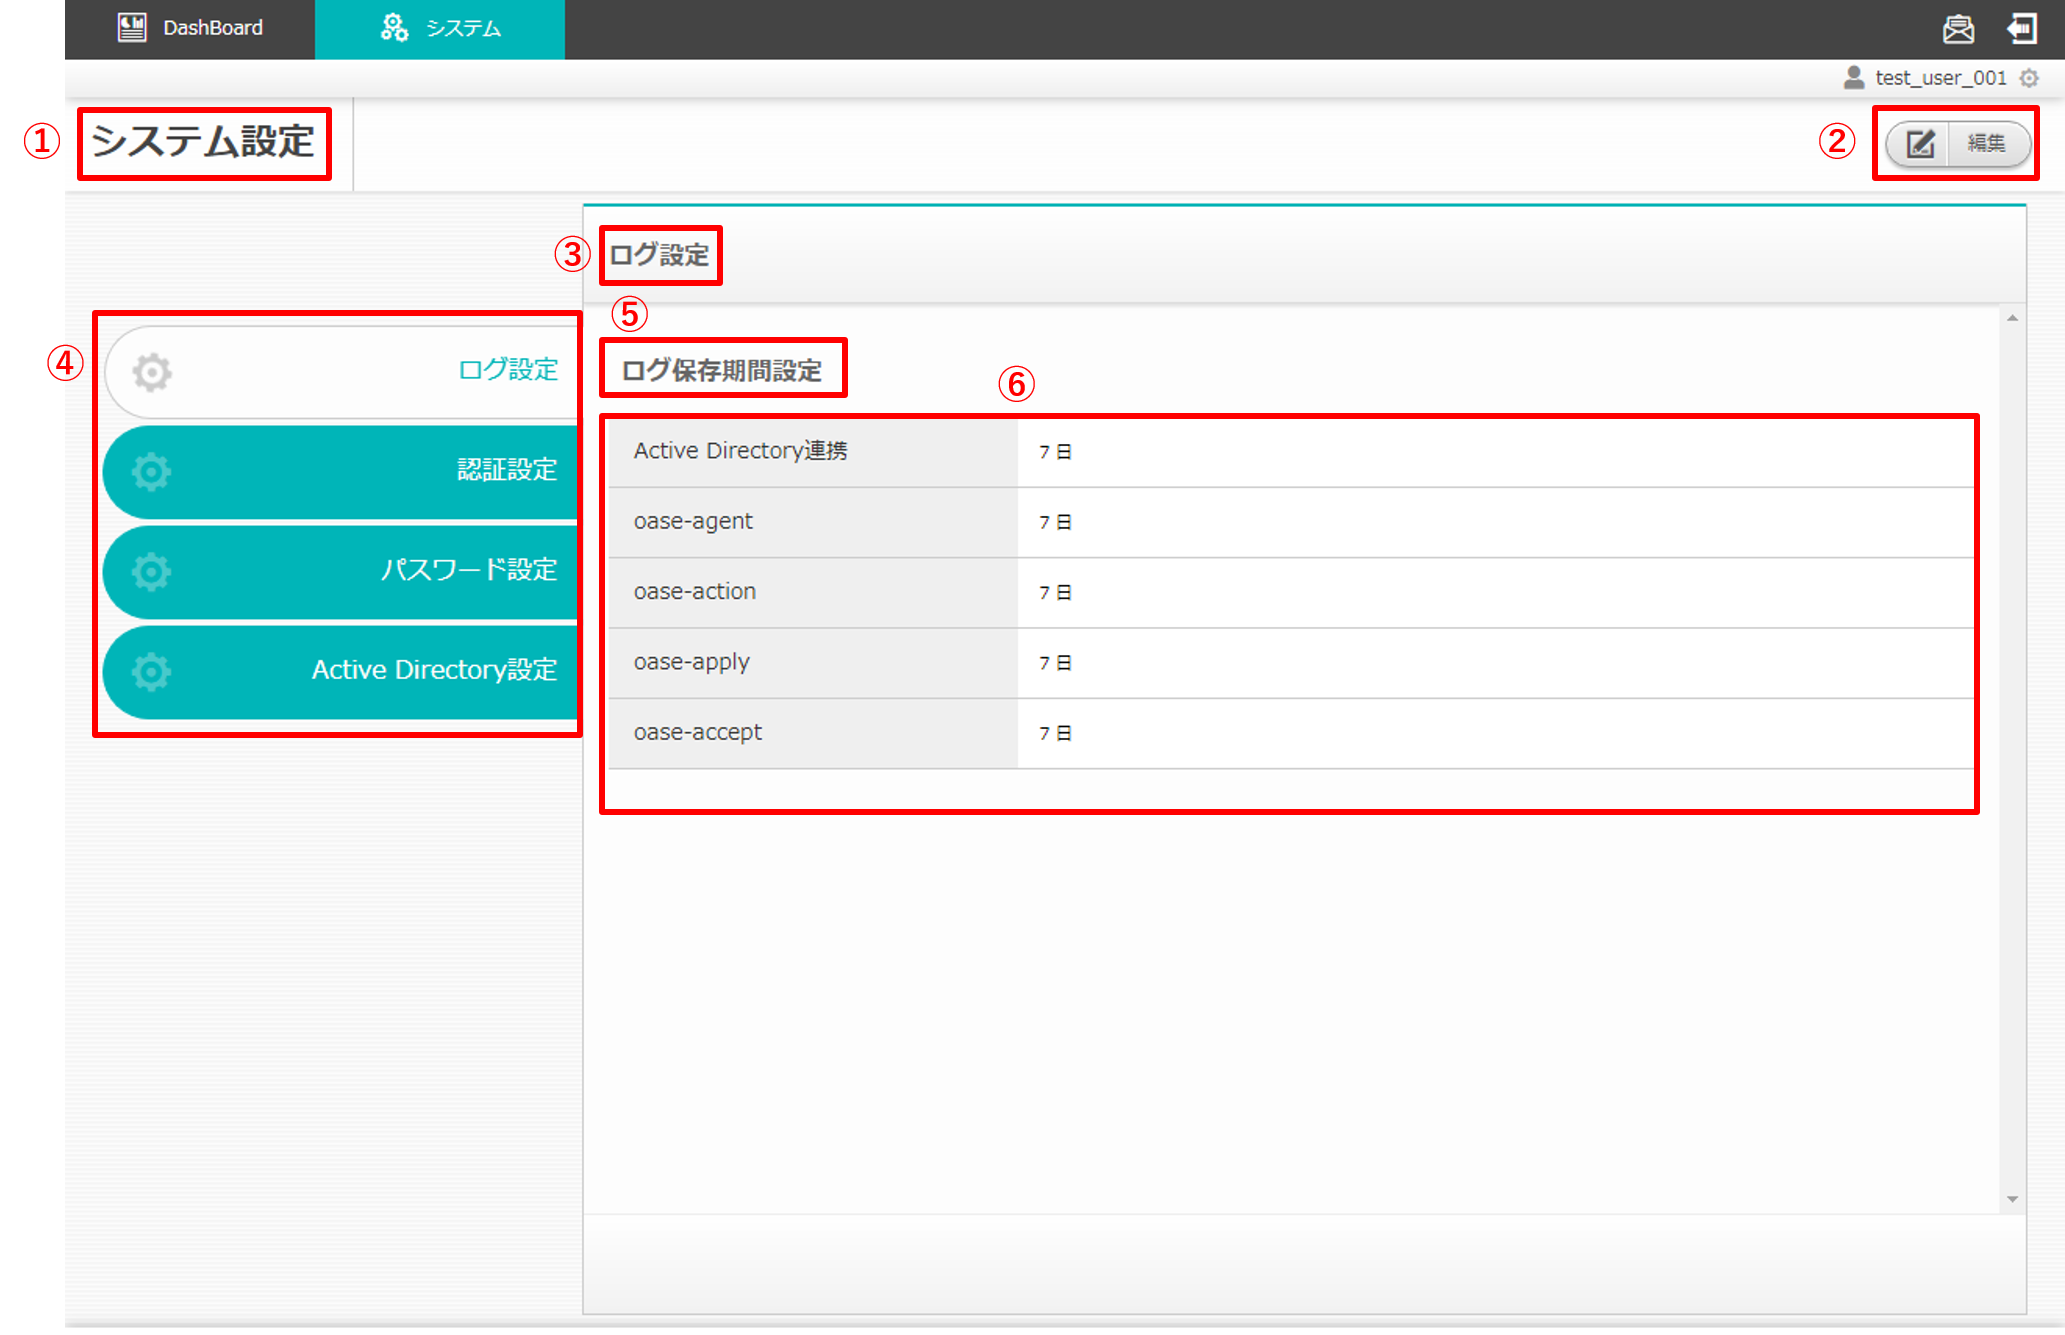 DashBoard システム
test_user_001
① システム設定 ② 編集
③ ログ設定
④ ログ設定
認証設定
パスワード設定
Active Directory設定
⑤
ログ保存期間設定
⑥
Active Directory連携 7 日
oase-agent 7 日
oase-action 7 日
oase-apply 7 日
oase-accept 7 日